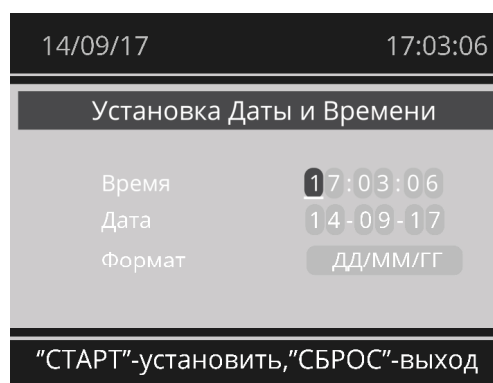 14/09/17 17:03:06
Установка Даты и Времени
Время 17:03:06
Дата 14-09-17
Формат ДД/ММ/ГГ
"СТАРТ"-установить,"СБРОС"-выход